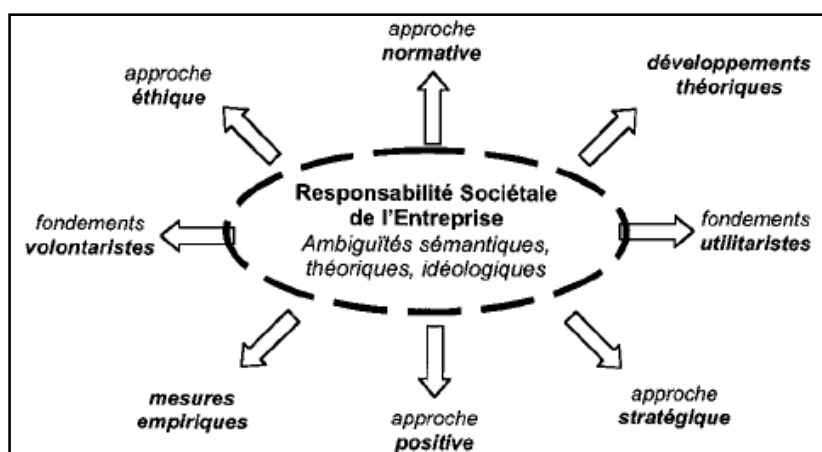 approche
normative
approche
éthique
développements
théoriques
Responsabilité Sociétale
de l'Entreprise
Ambiguïtés sémantiques,
théoriques, idéologiques
fondements
volontaristes
fondements
utilitaristes
mesures
empiriques
approche
positive
approche
stratégique